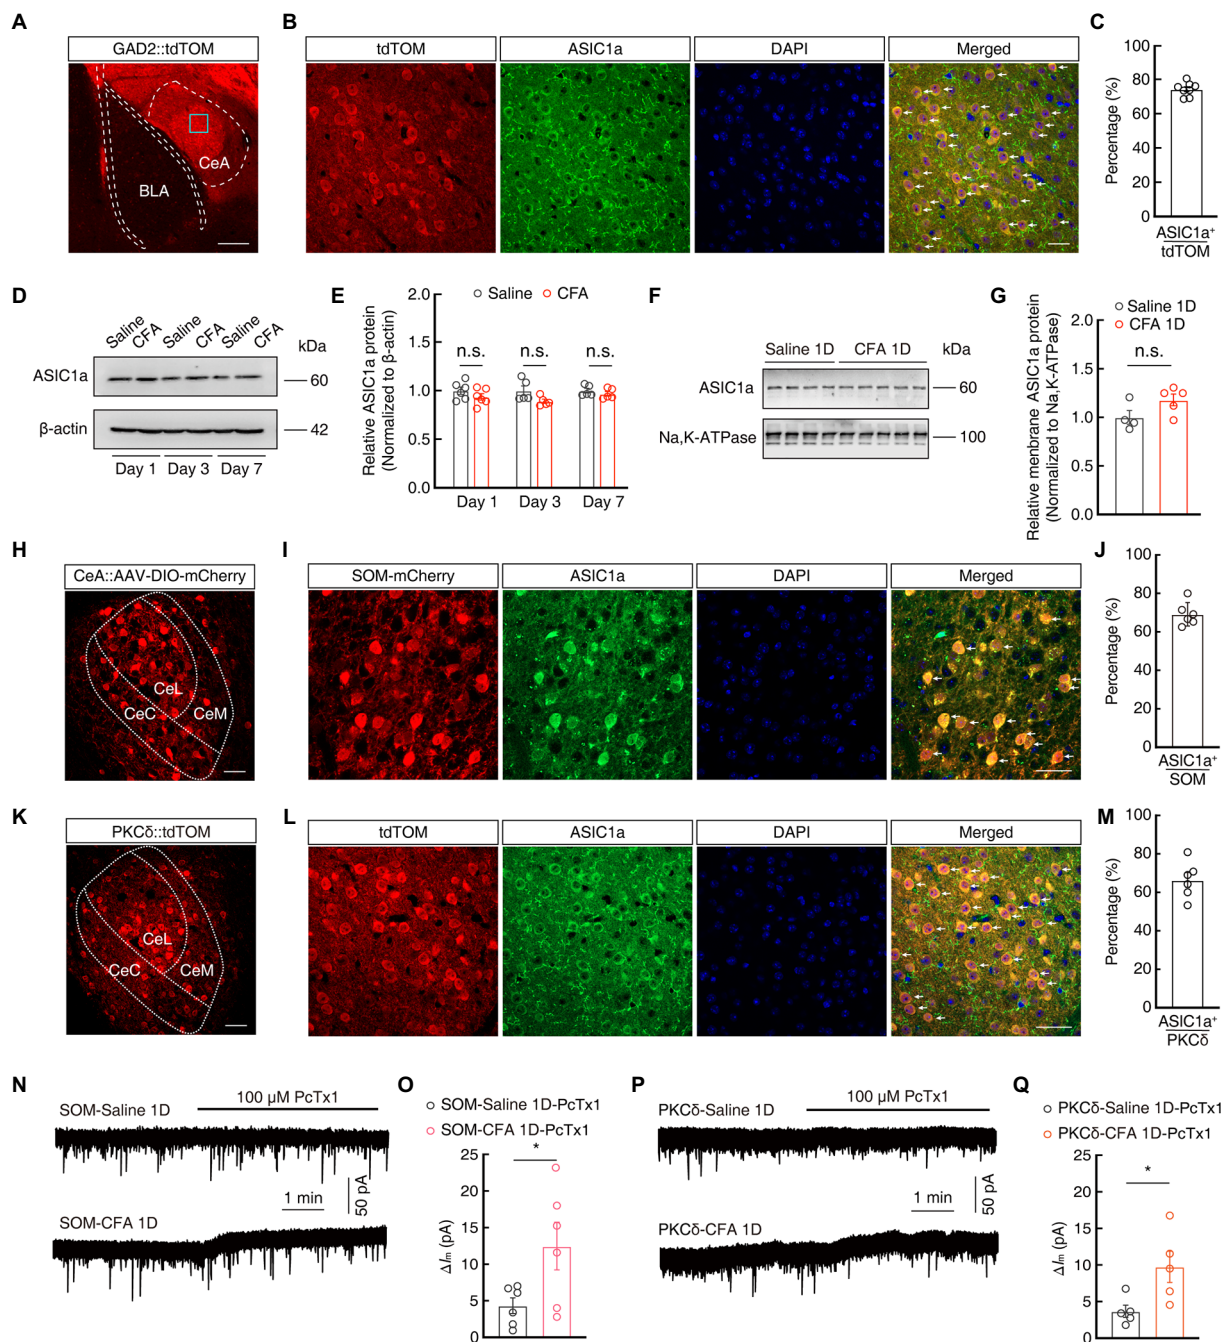 A
GAD2::tdTOM
CeA
BLA
B
tdTOM
ASIC1a
DAPI
Merged
C
Percentage (%)
100
80
60
40
20
0
ASIC1a⁺
tdTOM
D
Saline
CFA
Saline
CFA
Saline
CFA
kDa
ASIC1a
60
β-actin
42
Day 1
Day 3
Day 7
E
Relative ASIC1a protein
(Normalized to β-actin)
Saline
CFA
2.0
1.5
1.0
0.5
0
n.s.
n.s.
n.s.
Day 1
Day 3
Day 7
F
Saline 1D
CFA 1D
kDa
ASIC1a
60
Na,K-ATPase
100
G
Relative menbrane ASIC1a protein
(Normalized to Na,K-ATPase)
Saline 1D
CFA 1D
2.0
n.s.
1.5
1.0
0.5
0
H
CeA::AAV-DIO-mCherry
CeL
CeC
CeM
I
SOM-mCherry
ASIC1a
DAPI
Merged
J
Percentage (%)
100
80
60
40
20
0
ASIC1a⁺
SOM
K
PKCδ::tdTOM
CeL
CeC
CeM
L
tdTOM
ASIC1a
DAPI
Merged
M
Percentage (%)
100
80
60
40
20
0
ASIC1a⁺
PKCδ
N
SOM-Saline 1D
100 μM PcTx1
1 min
50 pA
SOM-CFA 1D
O
SOM-Saline 1D-PcTx1
SOM-CFA 1D-PcTx1
ΔIm (pA)
25
20
15
10
5
0
*
P
PKCδ-Saline 1D
100 μM PcTx1
1 min
50 pA
PKCδ-CFA 1D
Q
PKCδ-Saline 1D-PcTx1
PKCδ-CFA 1D-PcTx1
ΔIm (pA)
25
20
15
10
5
0
*